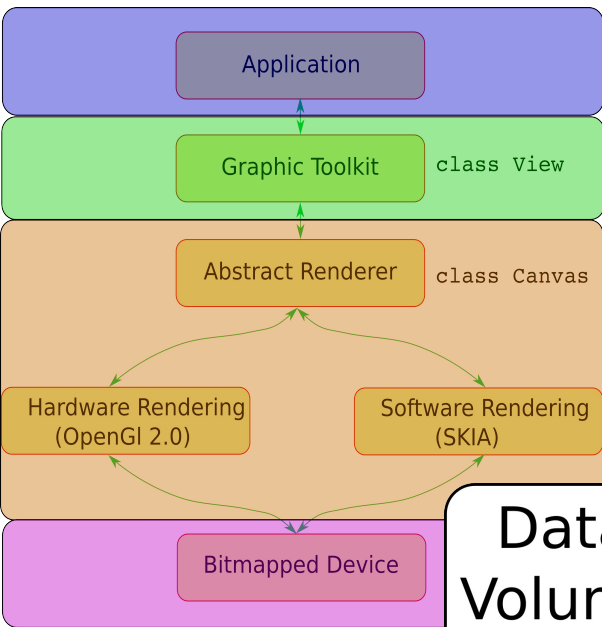 Application
Graphic Toolkit
class View
Abstract Renderer
class Canvas
Hardware Rendering
(OpenGl 2.0)
Software Rendering
(SKIA)
Bitmapped Device